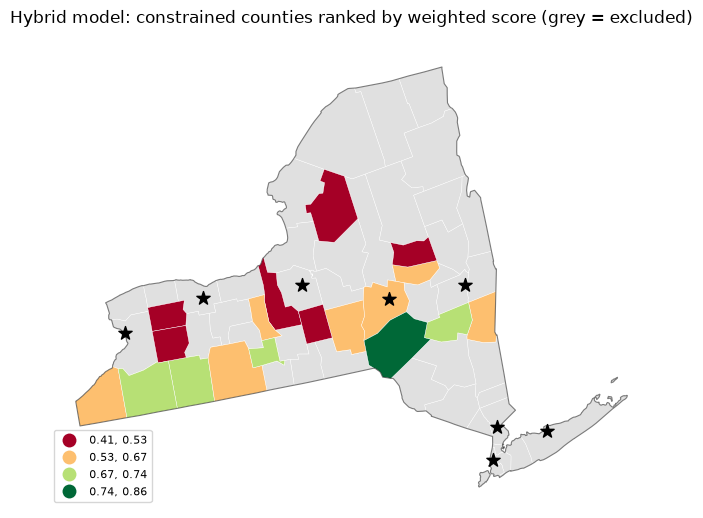 Hybrid model: constrained counties ranked by weighted score (grey = excluded)
0.41, 0.53
0.53, 0.67
0.67, 0.74
0.74, 0.86